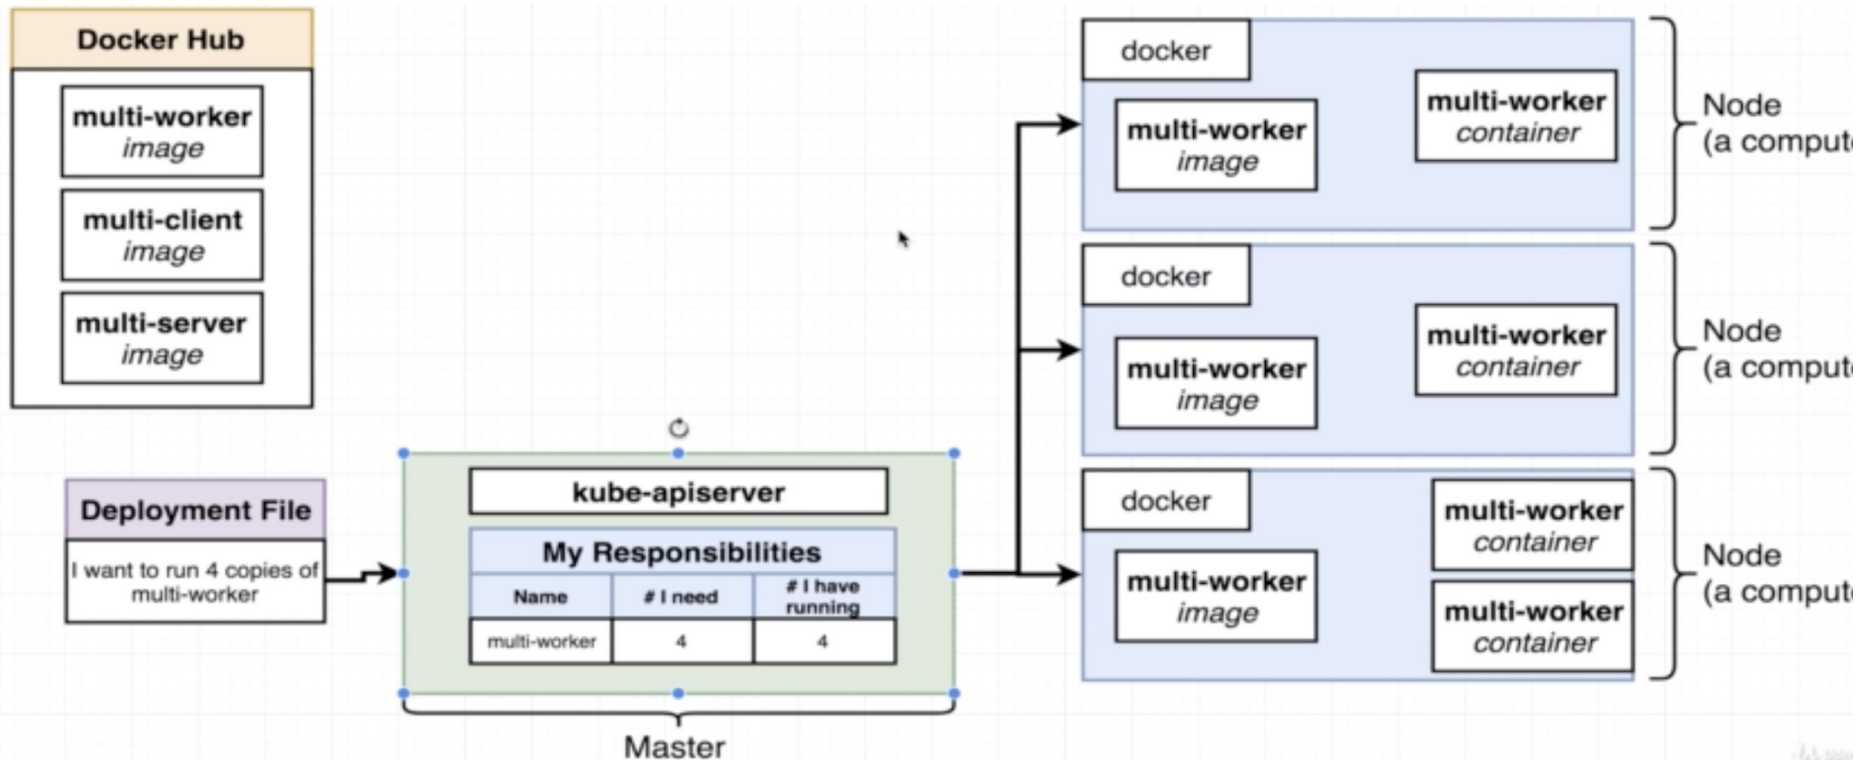 Docker Hub
multi-worker
image
multi-client
image
multi-server
image
Deployment File
I want to run 4 copies of
multi-worker
kube-apiserver
My Responsibilities
Name
# I need
# I have
running
multi-worker
4
4
Master
docker
multi-worker
image
multi-worker
container
Node
(a compute
docker
multi-worker
image
multi-worker
container
Node
(a compute
docker
multi-worker
image
multi-worker
container
multi-worker
container
Node
(a compute